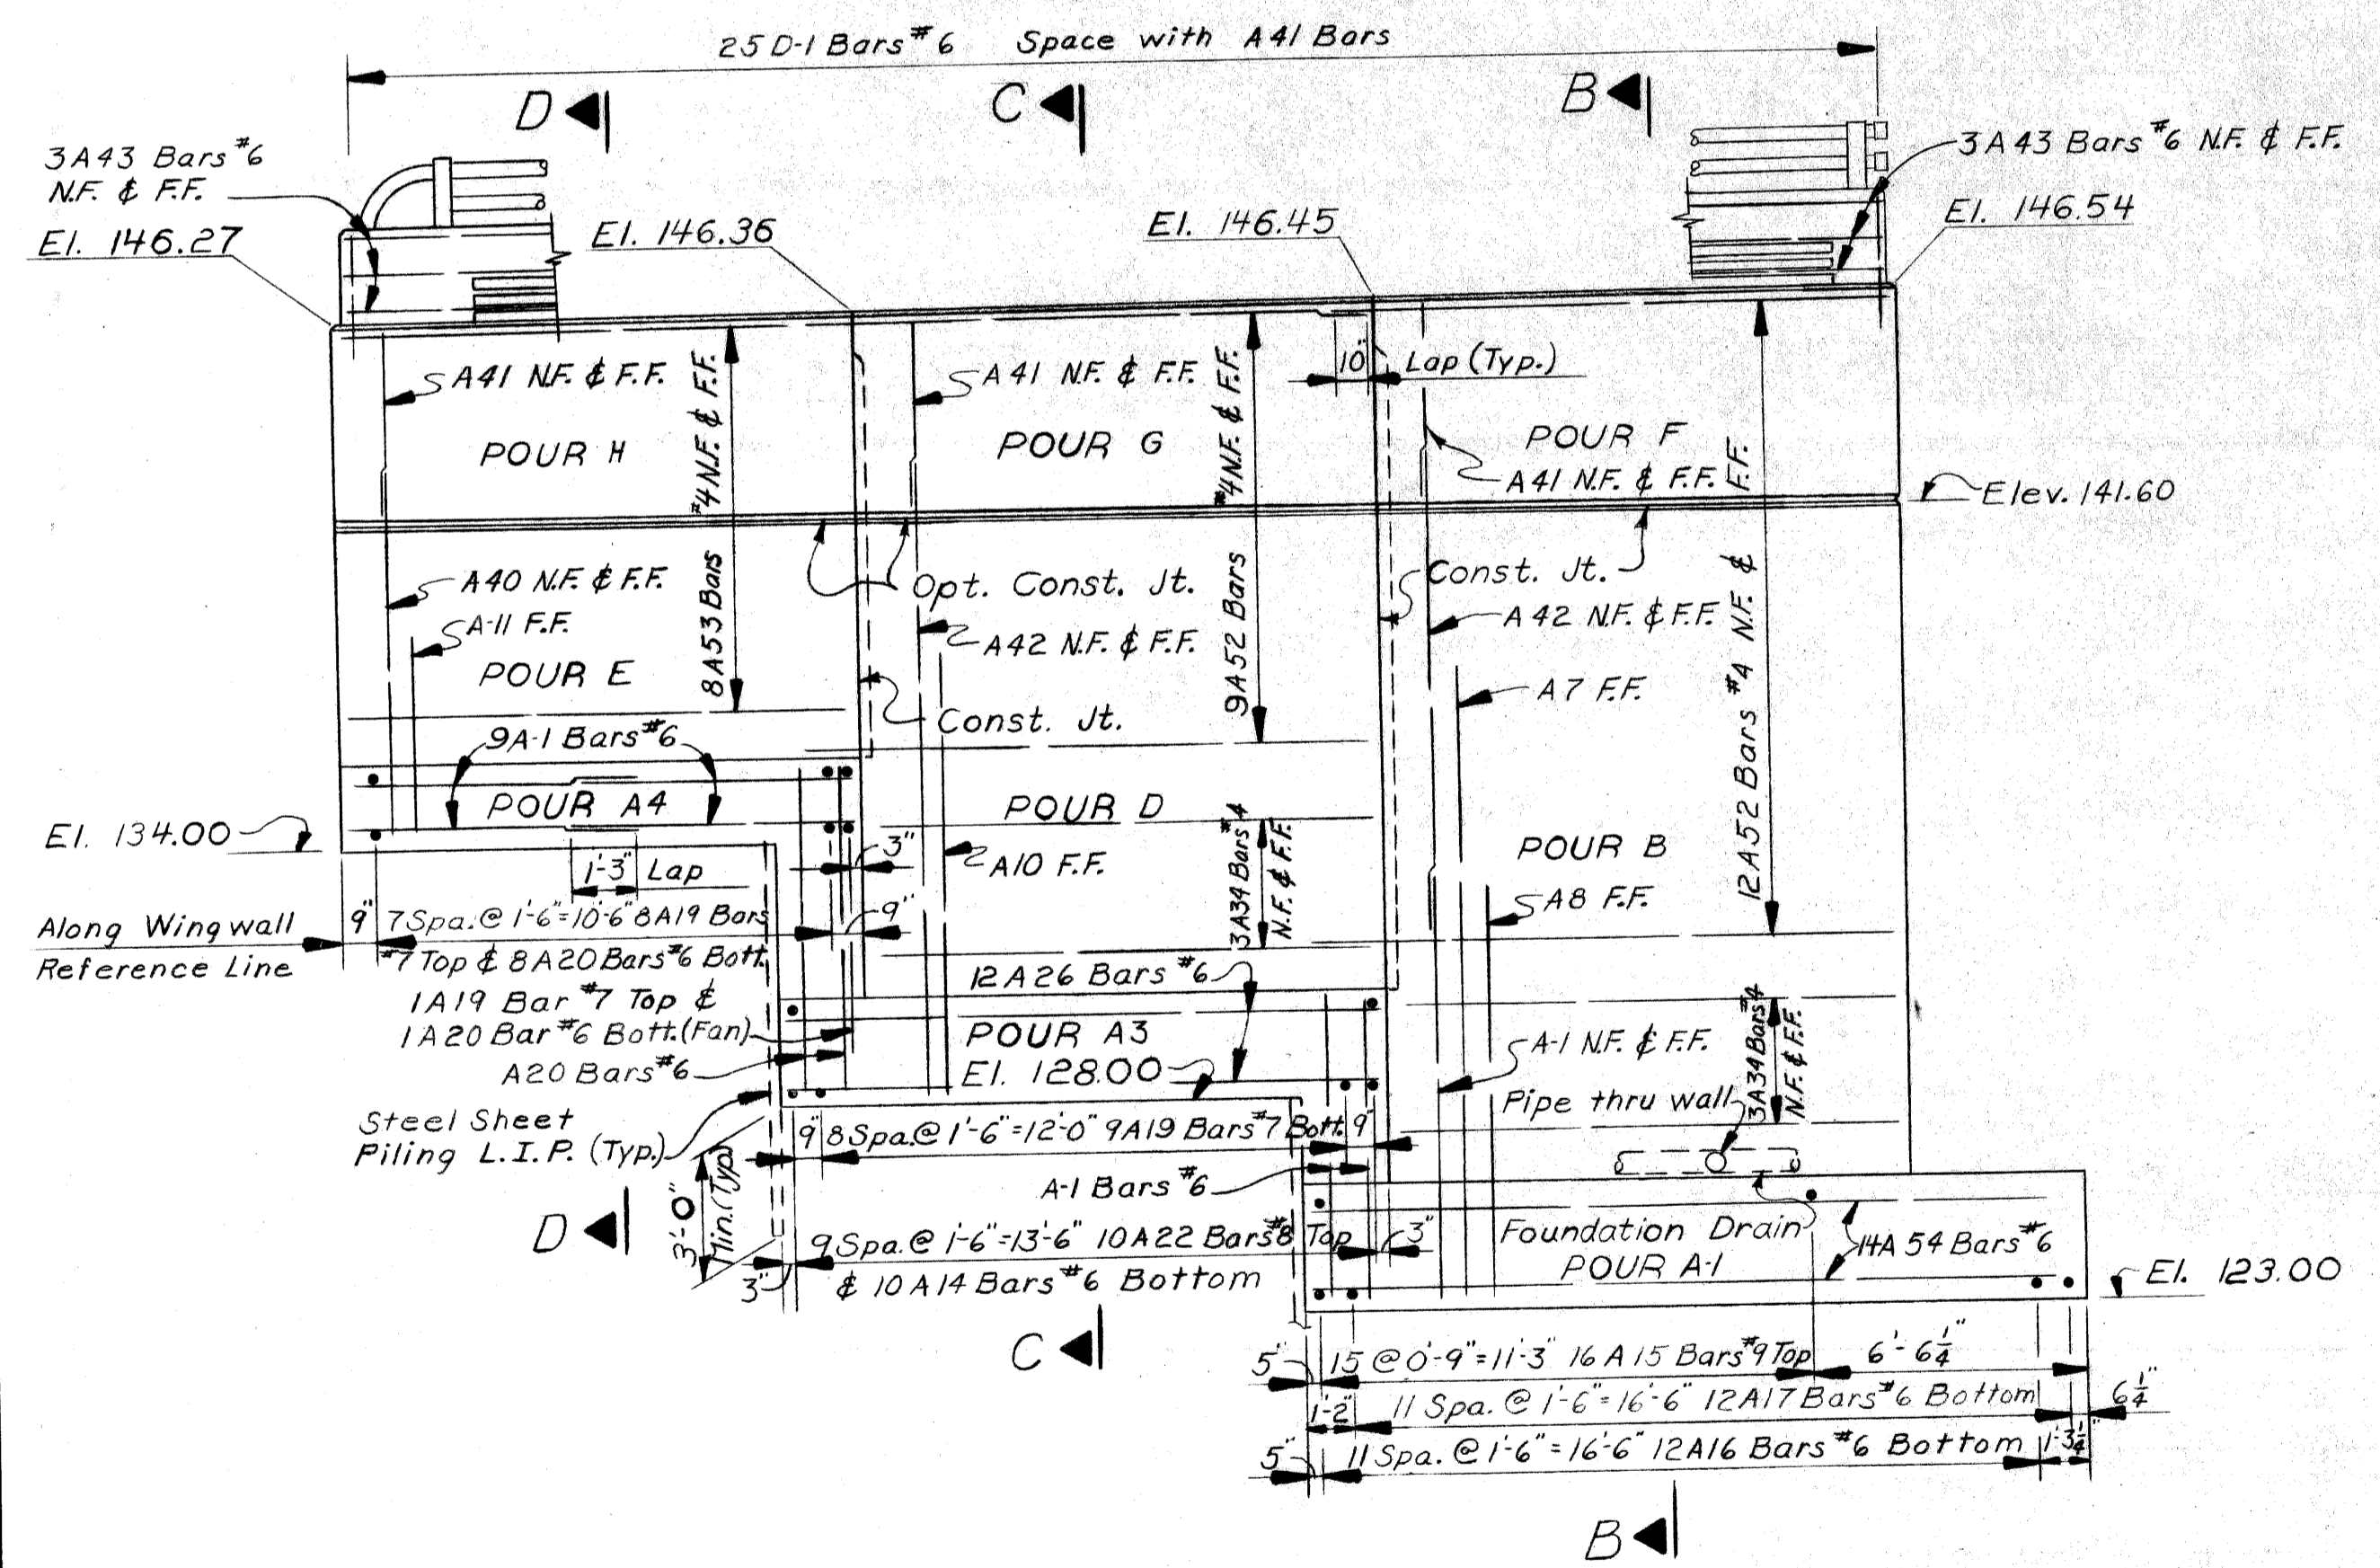 25 D-1 Bars #6 Space with A41 Bars
D
C
B
3A43 Bars #6
N.F. & F.F.
El. 146.27
El. 146.36
El. 146.45
3A43 Bars #6 N.F. & F.F.
El. 146.54
A41 N.F. & F.F.
#4 N.F. & F.F.
8A53 Bars
POUR H
A41 N.F. & F.F.
POUR G
#4 N.F. & F.F.
9A52 Bars
10"
Lap (Typ.)
POUR F
A41 N.F. & F.F.
12A52 Bars #4 N.F. & F.F.
Elev. 141.60
A40 N.F. & F.F.
A-11 F.F.
POUR E
Opt. Const. Jt.
A42 N.F. & F.F.
Const. Jt.
Const. Jt.
A42 N.F. & F.F.
A7 F.F.
9A-1 Bars #6
POUR A4
El. 134.00
1'-3" Lap
POUR D
3"
A10 F.F.
3A34 Bars #4
N.F. & F.F.
POUR B
A8 F.F.
Along Wingwall
Reference Line
9"
7 Spa. @ 1'-6"=10'-6" 8A19 Bars
#7 Top & 8A20 Bars #6 Bott.
1A19 Bar #7 Top &
1A20 Bar #6 Bott. (Fan)
A20 Bars #6
9"
12A26 Bars #6
POUR A3
El. 128.00
A-1 N.F. & F.F.
3A34 Bars #4
N.F. & F.F.
Pipe thru wall
Steel Sheet
Piling L.I.P. (Typ.)
9"
8 Spa. @ 1'-6"=12'-0" 9A19 Bars #7 Bott.
9"
A-1 Bars #6
D
3'-0"
Min. (Typ.)
9 Spa. @ 1'-6"=13'-6" 10A22 Bars #8 Top
& 10A14 Bars #6 Bottom
3"
3"
Foundation Drain
POUR A-1
14A54 Bars #6
El. 123.00
C
5"
15 @ 0'-9"=11'-3" 16A15 Bars #9 Top
6'-6 1/4"
1'-2"
11 Spa. @ 1'-6"=16'-6" 12A17 Bars #6 Bottom
6 1/4"
5"
11 Spa. @ 1'-6"=16'-6" 12A16 Bars #6 Bottom
1'-3 1/4"
B